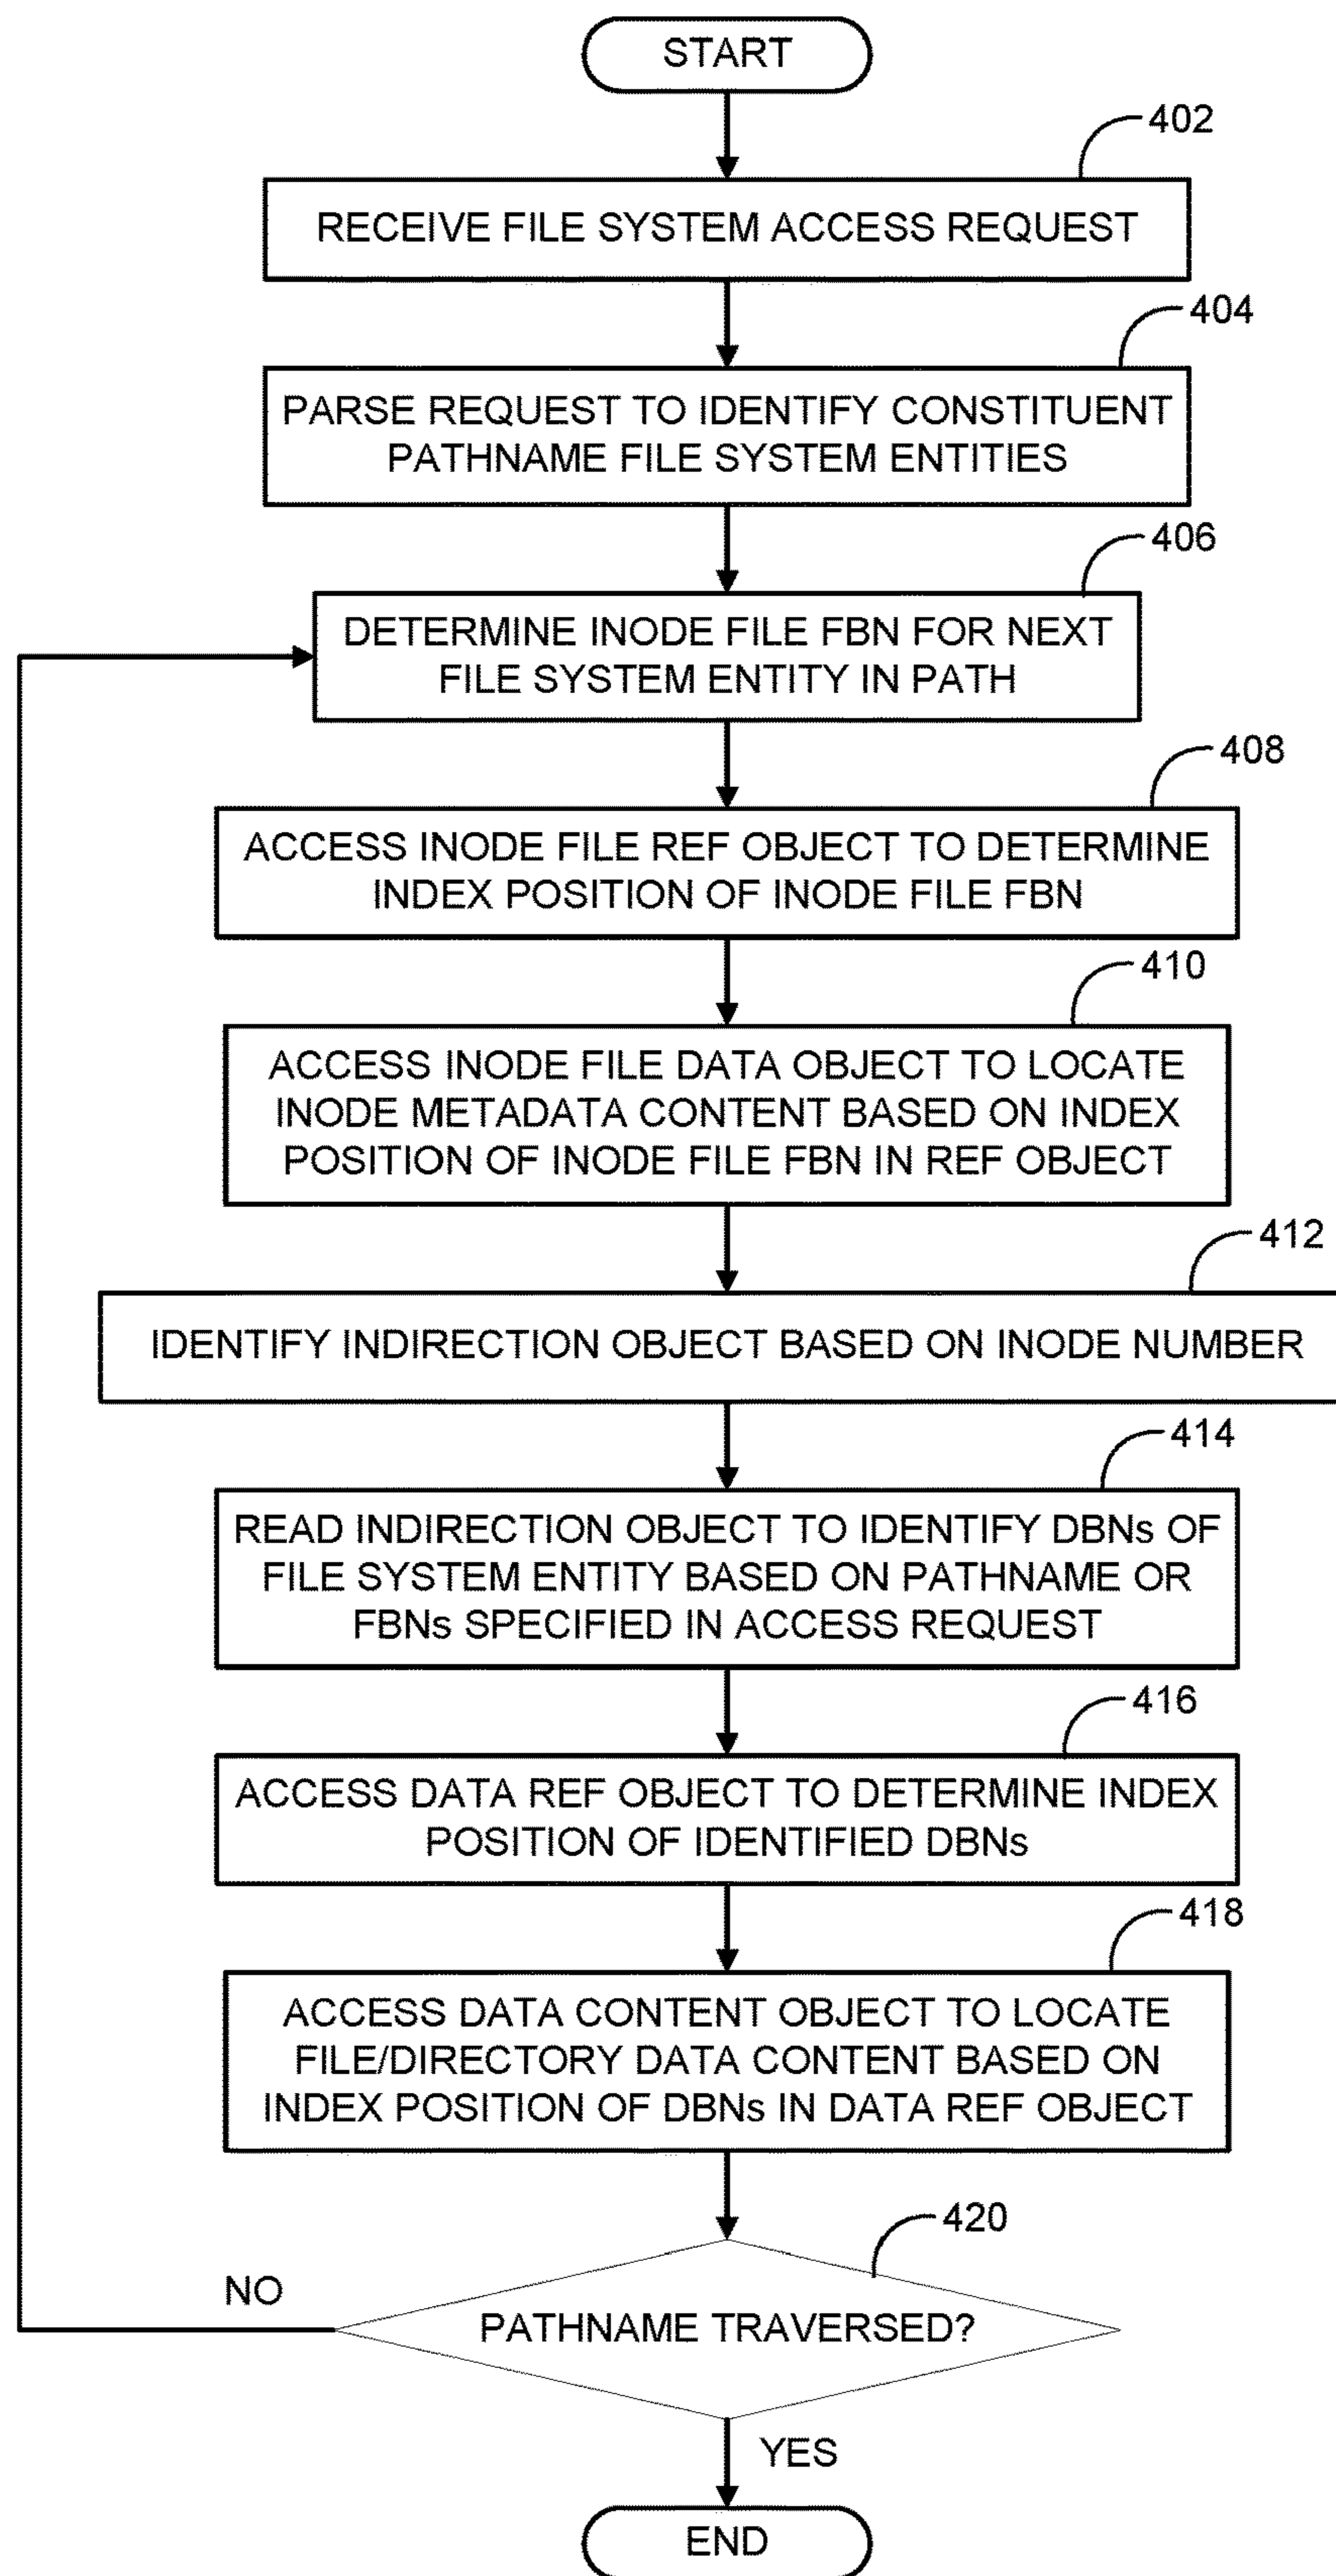 START
402
RECEIVE FILE SYSTEM ACCESS REQUEST
404
PARSE REQUEST TO IDENTIFY CONSTITUENT
PATHNAME FILE SYSTEM ENTITIES
406
DETERMINE INODE FILE FBN FOR NEXT
FILE SYSTEM ENTITY IN PATH
408
ACCESS INODE FILE REF OBJECT TO DETERMINE
INDEX POSITION OF INODE FILE FBN
410
ACCESS INODE FILE DATA OBJECT TO LOCATE
INODE METADATA CONTENT BASED ON INDEX
POSITION OF INODE FILE FBN IN REF OBJECT
412
IDENTIFY INDIRECTION OBJECT BASED ON INODE NUMBER
414
READ INDIRECTION OBJECT TO IDENTIFY DBNs OF
FILE SYSTEM ENTITY BASED ON PATHNAME OR
FBNs SPECIFIED IN ACCESS REQUEST
416
ACCESS DATA REF OBJECT TO DETERMINE INDEX
POSITION OF IDENTIFIED DBNs
418
ACCESS DATA CONTENT OBJECT TO LOCATE
FILE/DIRECTORY DATA CONTENT BASED ON
INDEX POSITION OF DBNs IN DATA REF OBJECT
420
NO
PATHNAME TRAVERSED?
YES
END